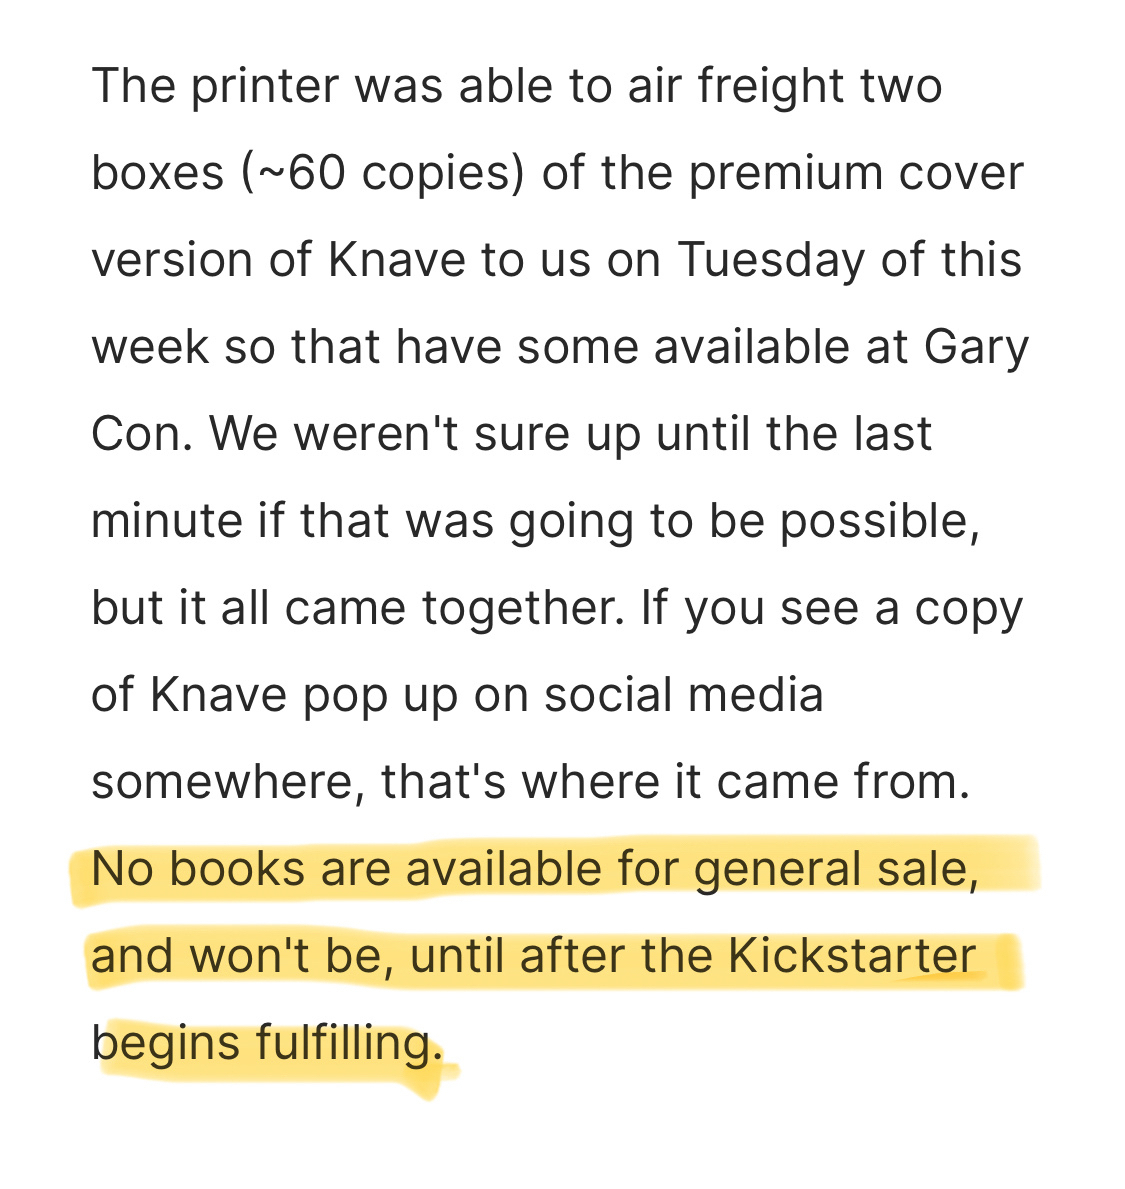 The printer was able to air freight two
boxes (~60 copies) of the premium cover
version of Knave to us on Tuesday of this
week so that have some available at Gary
Con. We weren't sure up until the last
minute if that was going to be possible,
but it all came together. If you see a copy
of Knave pop up on social media
somewhere, that's where it came from.
No books are available for general sale,
and won't be, until after the Kickstarter
begins fulfilling.